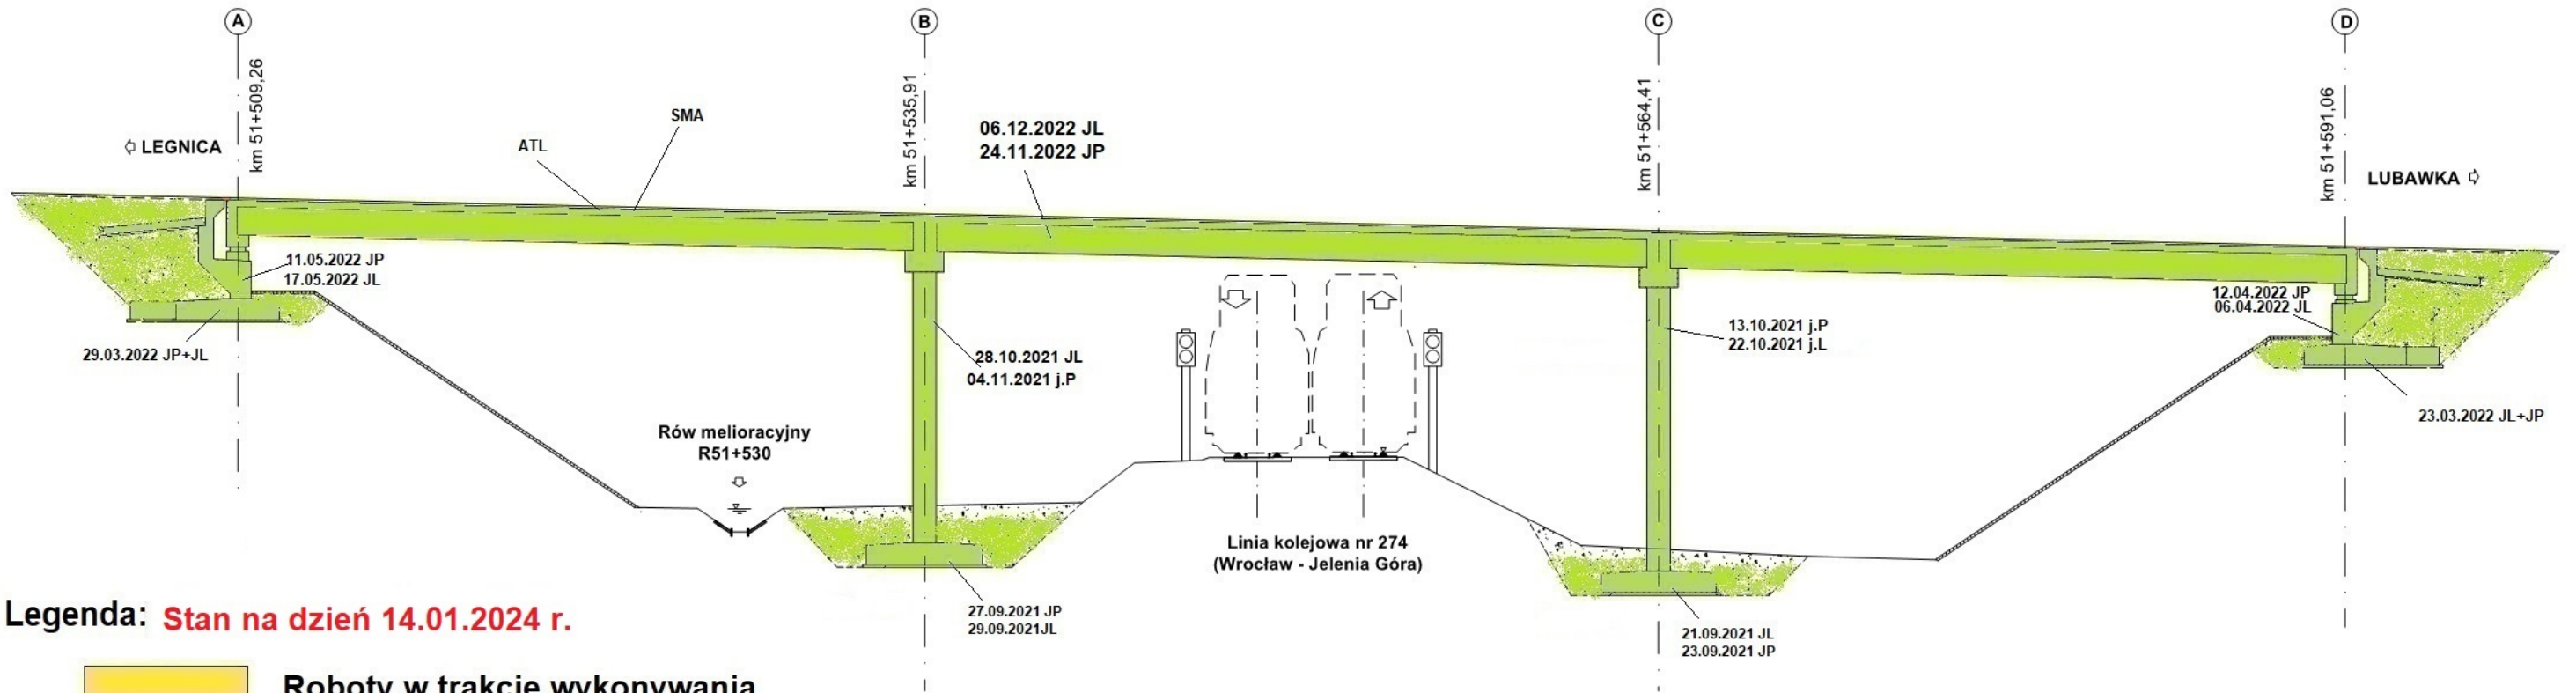 A
B
C
D
km 51+509,26
km 51+535,91
km 51+564,41
km 51+591,06
⇦ LEGNICA
LUBAWKA ⇨
ATL
SMA
06.12.2022 JL
24.11.2022 JP
11.05.2022 JP
17.05.2022 JL
29.03.2022 JP+JL
28.10.2021 JL
04.11.2021 j.P
13.10.2021 j.P
22.10.2021 j.L
12.04.2022 JP
06.04.2022 JL
23.03.2022 JL+JP
Rów melioracyjny
R51+530
Linia kolejowa nr 274
(Wrocław - Jelenia Góra)
27.09.2021 JP
29.09.2021JL
21.09.2021 JL
23.09.2021 JP
Legenda: Stan na dzień 14.01.2024 r.
Roboty w trakcie wykonywania